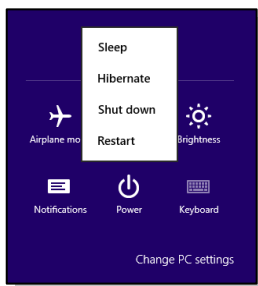 Sleep
Hibernate
Shut down
Restart
Airplane mo
Brightness
Notifications
Power
Keyboard
Change PC settings